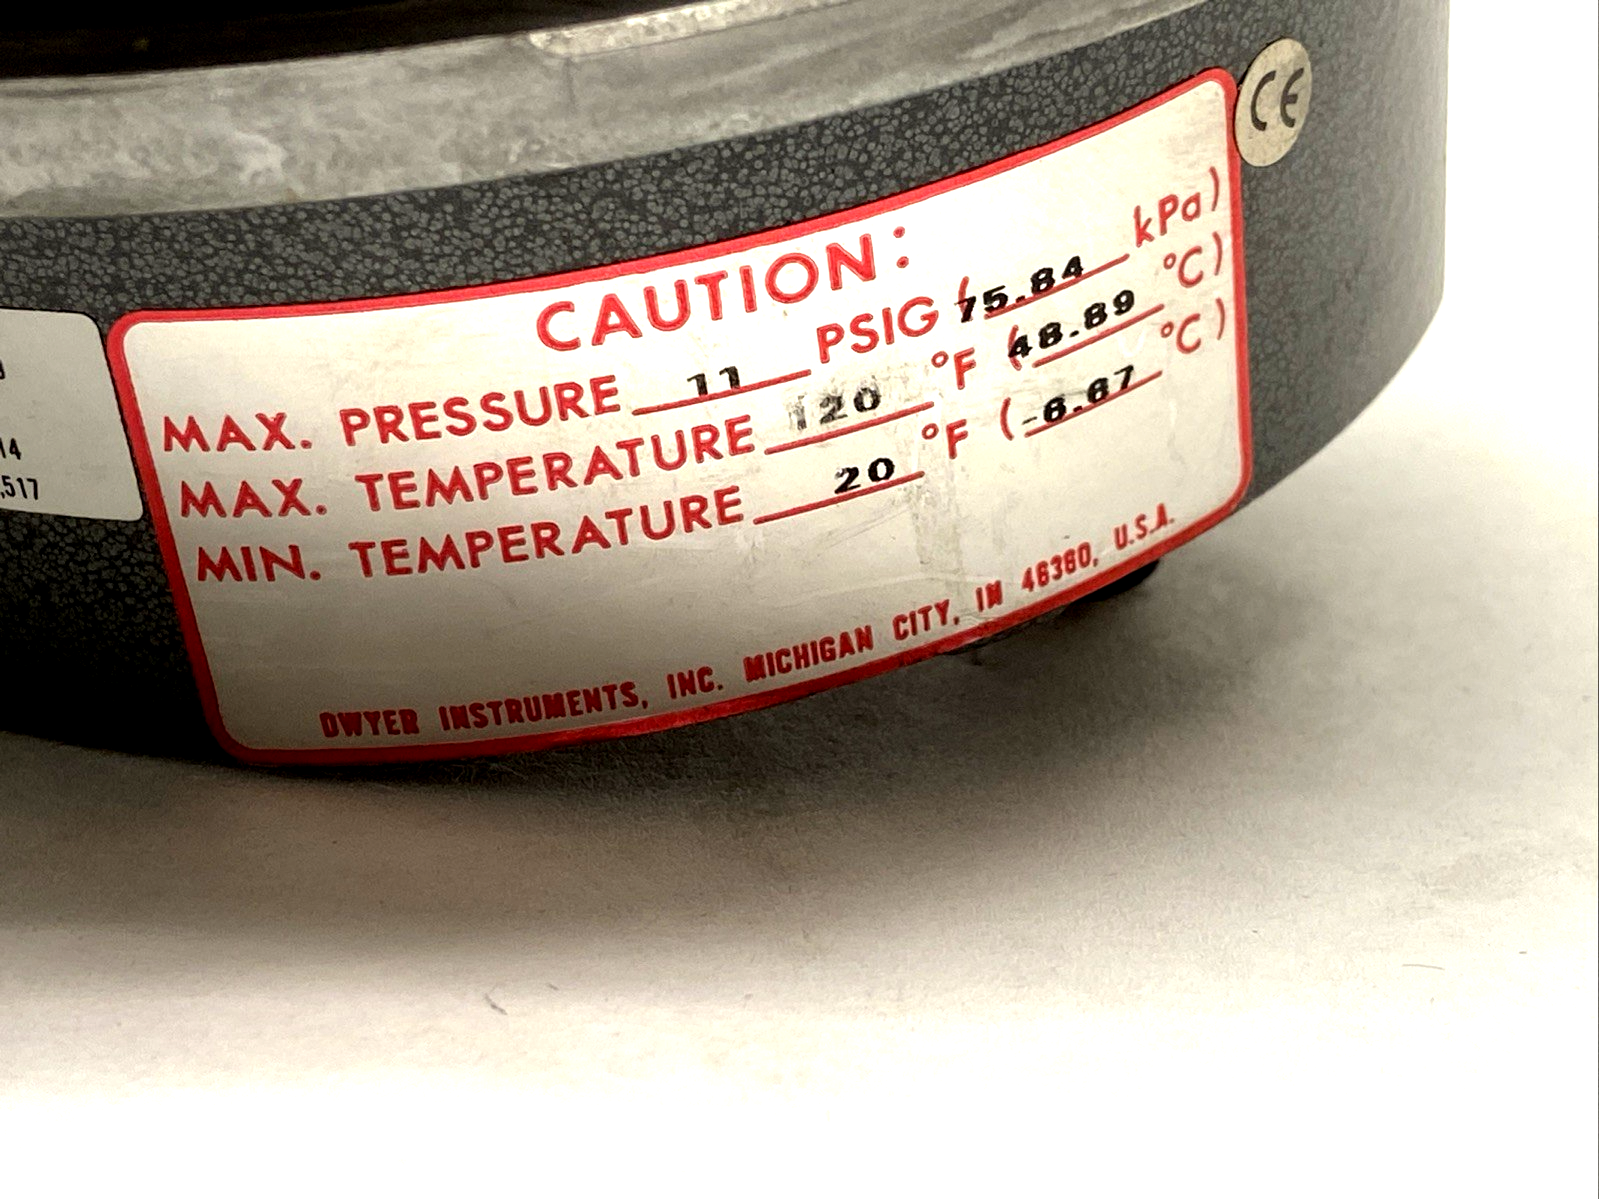 CE
CAUTION:
MAX. PRESSURE 11 PSIG (75.84 kPa)
MAX. TEMPERATURE 120 °F (48.89 °C)
MIN. TEMPERATURE 20 °F (-6.67 °C)
DWYER INSTRUMENTS, INC. MICHIGAN CITY, IN 46360, U.S.A.
14
,517